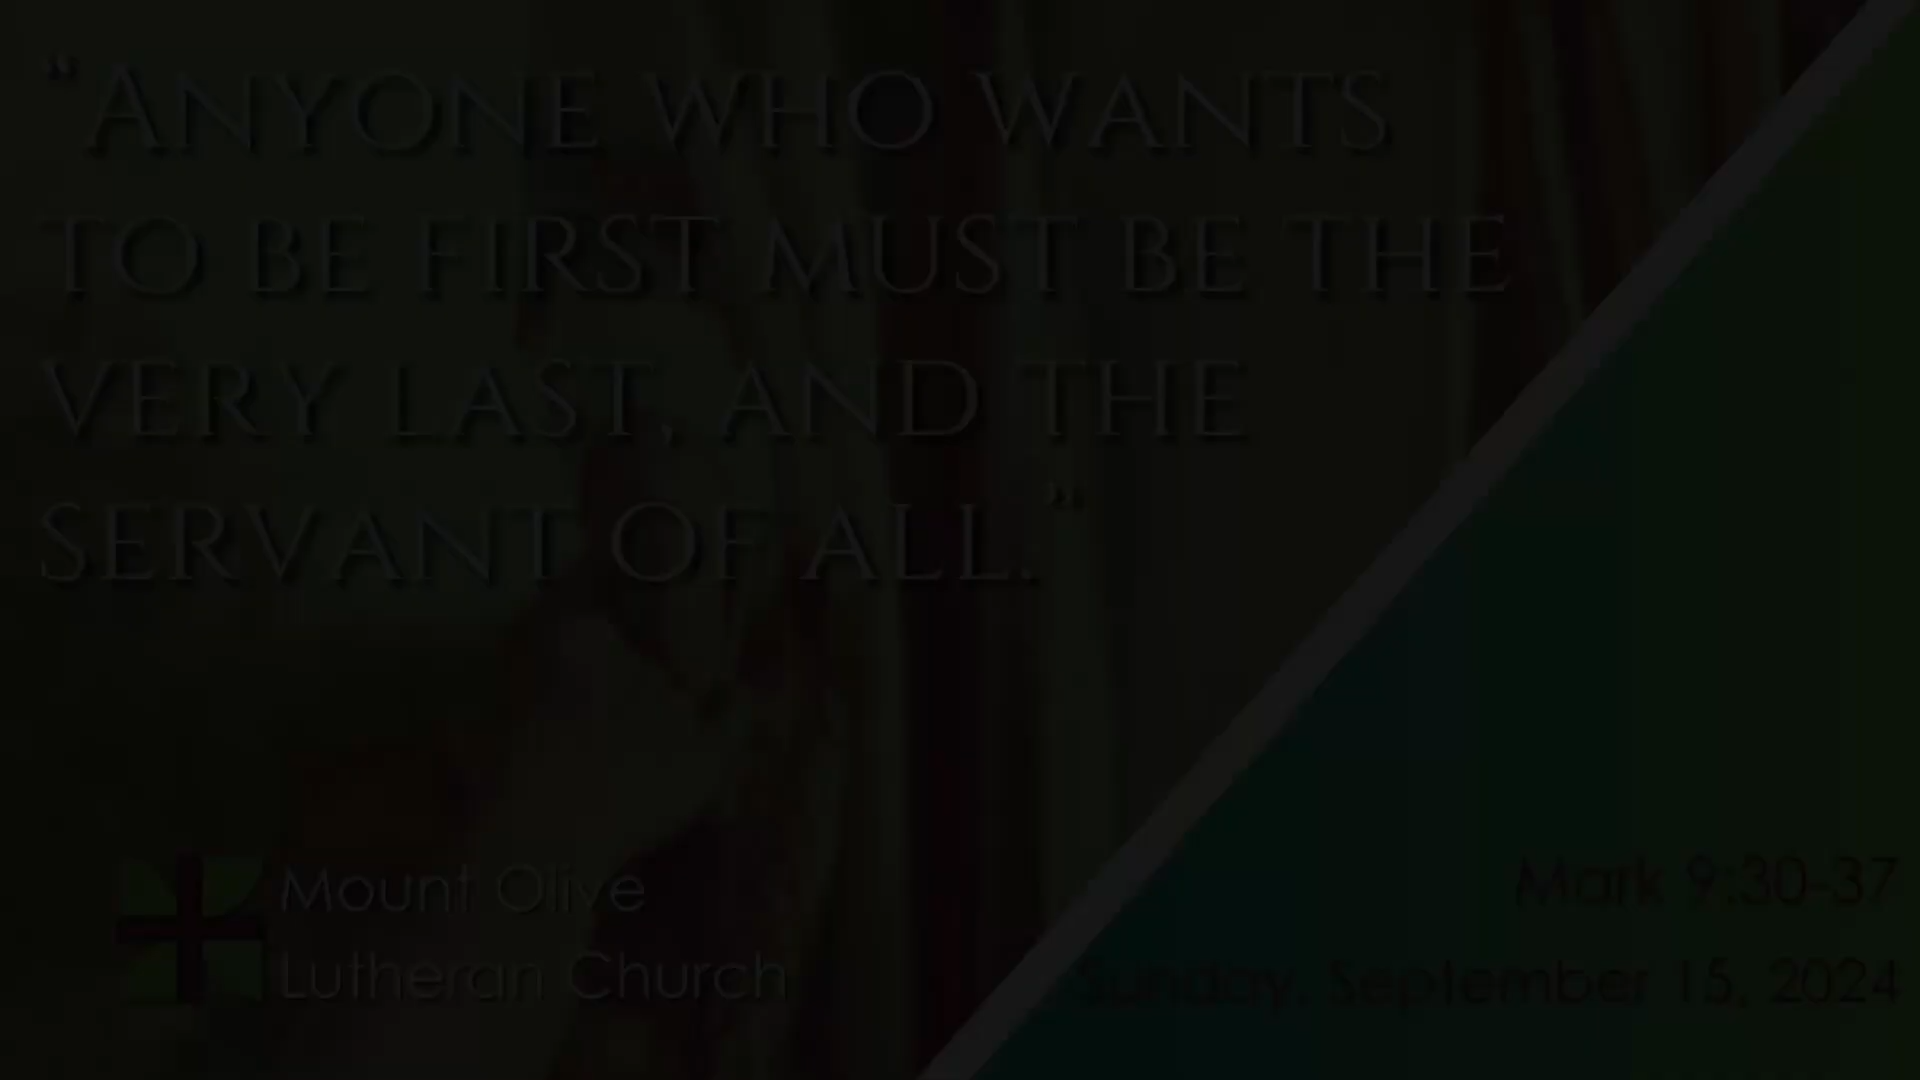 “Anyone who wants
to be first must be the
very last, and the
servant of all.”
Mount Olive
Lutheran Church
Mark 9:30-37
Sunday, September 15, 2024